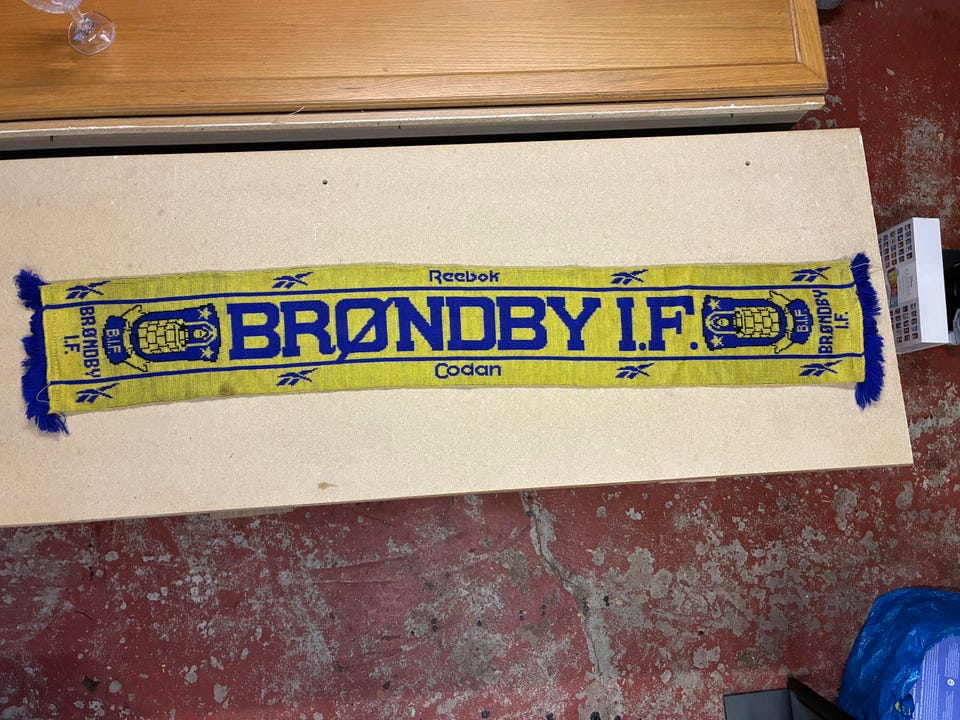 Reebok
BRØNDBY
I.F.
B.I.F.
BRØNDBY I.F.
B.I.F.
BRØNDBY
I.F.
Codan